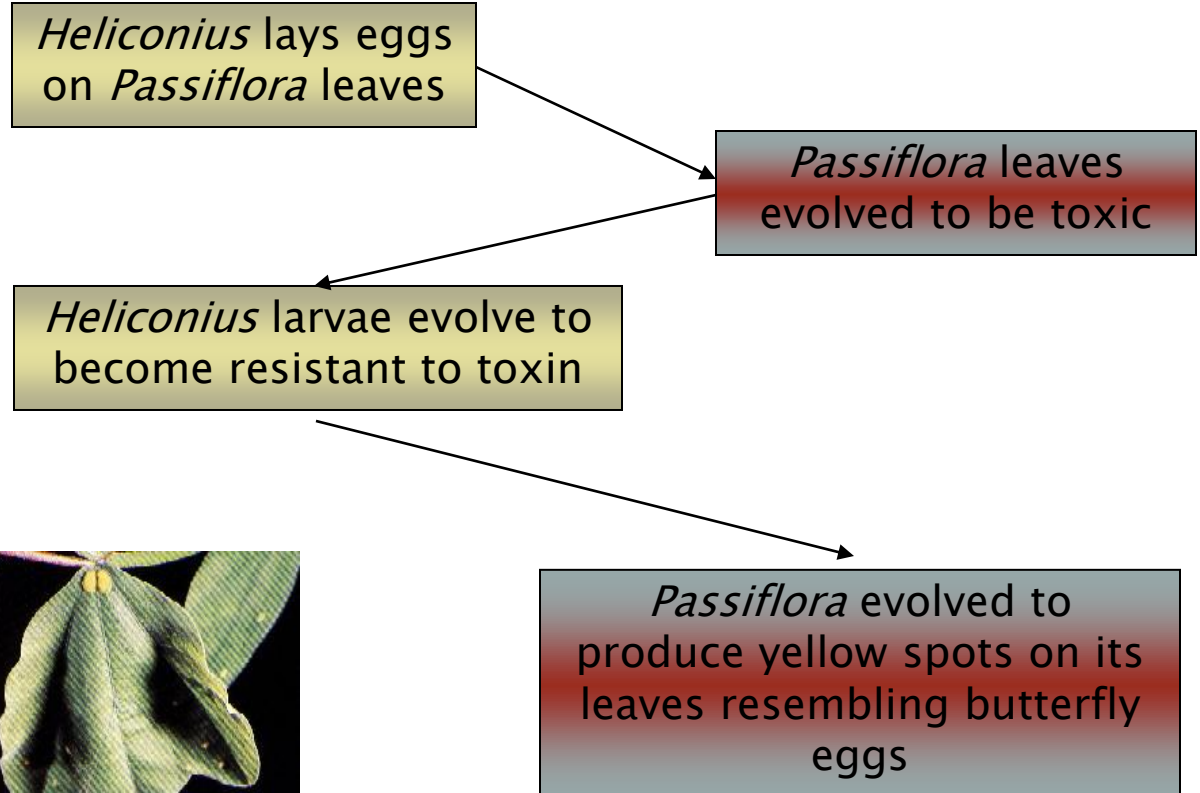 Heliconius lays eggs
on Passiflora leaves
Passiflora leaves
evolved to be toxic
Heliconius larvae evolve to
become resistant to toxin
Passiflora evolved to
produce yellow spots on its
leaves resembling butterfly
eggs